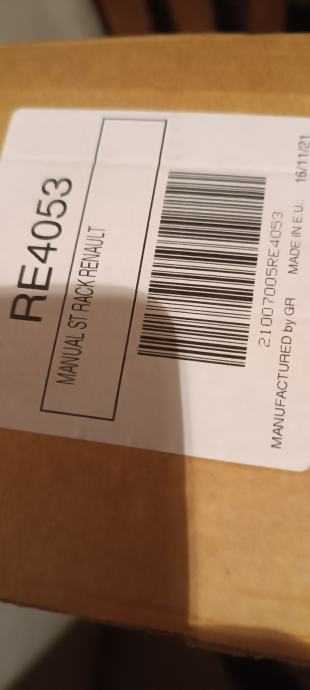 RE4053
MANUAL ST RACK RENAULT
21007005RE4053
MANUFACTURED by GR MADE IN E.U. 16/11/21